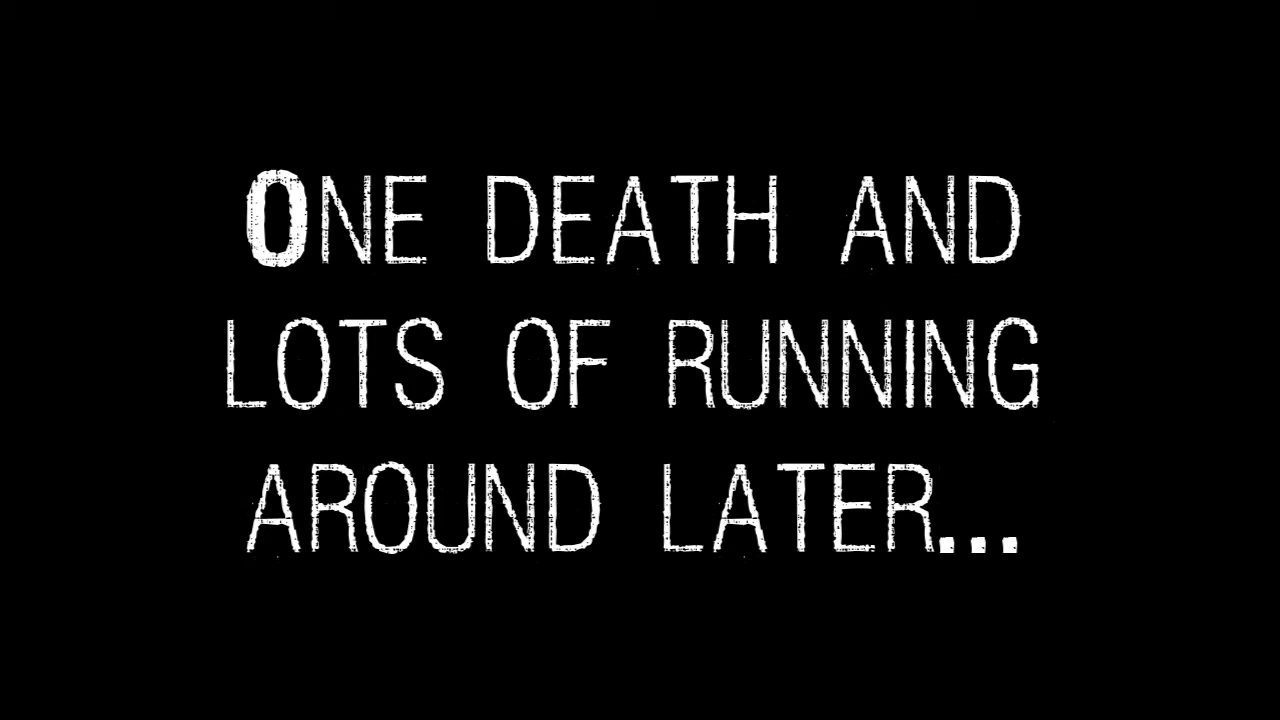 ONE DEATH AND
LOTS OF RUNNING
AROUND LATER...